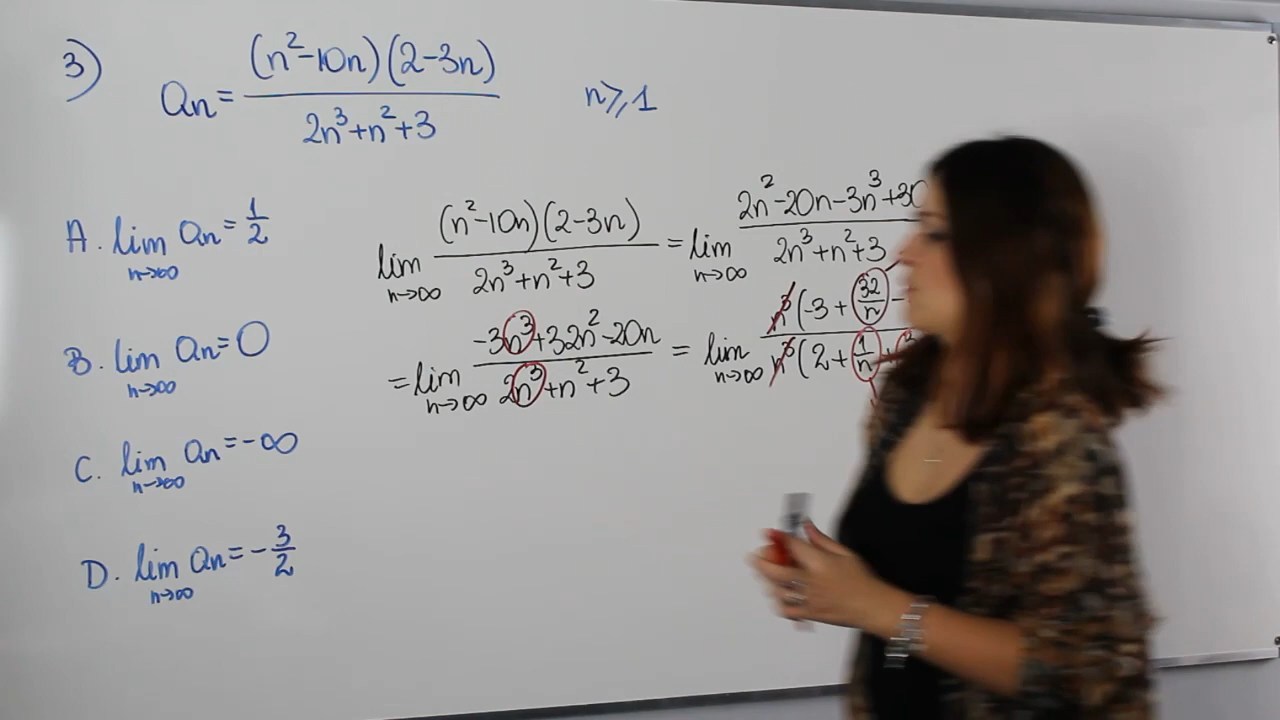 3) an = (n²-10n)(2-3n) / 2n³+n²+3 n⩾1
A. lim n→∞ an = 1/2
B. lim n→∞ an = 0
C. lim n→∞ an = -∞
D. lim n→∞ an = -3/2
lim n→∞ (n²-10n)(2-3n) / 2n³+n²+3 = lim n→∞ 2n²-20n-3n³+30 / 2n³+n²+3
= lim n→∞ -3n³+32n²-20n / 2n³+n²+3 = lim n→∞ n³(-3+32/n- / n³(2+1/n+